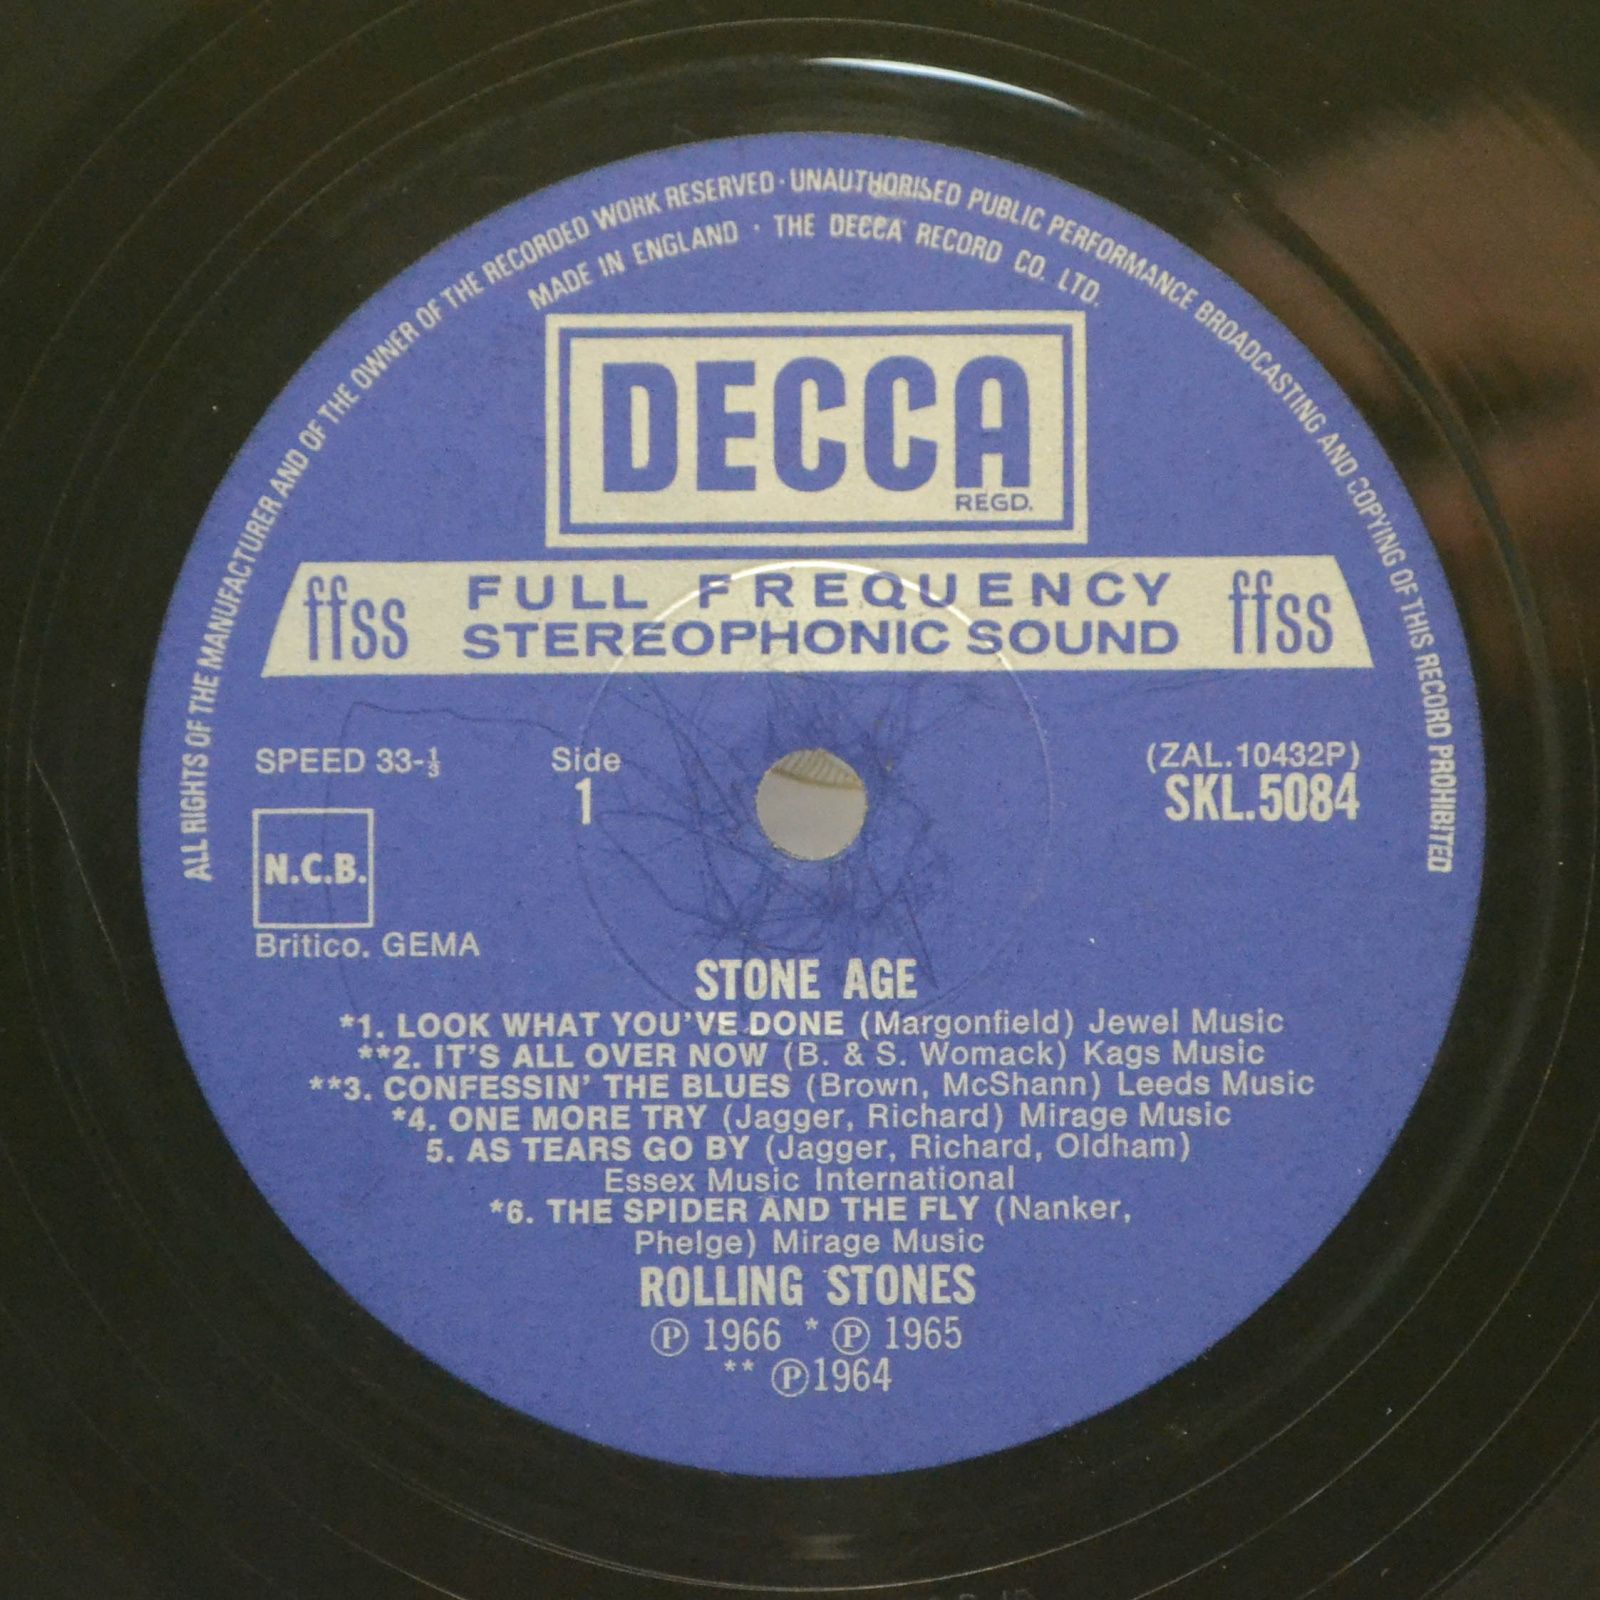 ALL RIGHTS OF THE MANUFACTURER AND OF THE OWNER OF THE RECORDED WORK RESERVED · UNAUTHORISED PUBLIC PERFORMANCE BROADCASTING AND COPYING OF THIS RECORD PROHIBITED
MADE IN ENGLAND · THE DECCA RECORD CO. LTD.
DECCA
REGD.
ffss FULL FREQUENCY ffss
STEREOPHONIC SOUND
SPEED 33-⅓ Side (ZAL.10432P)
1 SKL.5084
N.C.B.
Britico. GEMA
STONE AGE
*1. LOOK WHAT YOU'VE DONE (Margonfield) Jewel Music
**2. IT'S ALL OVER NOW (B. & S. Womack) Kags Music
**3. CONFESSIN' THE BLUES (Brown, McShann) Leeds Music
*4. ONE MORE TRY (Jagger, Richard) Mirage Music
5. AS TEARS GO BY (Jagger, Richard, Oldham)
Essex Music International
*6. THE SPIDER AND THE FLY (Nanker,
Phelge) Mirage Music
ROLLING STONES
℗ 1966 * ℗ 1965
** ℗1964